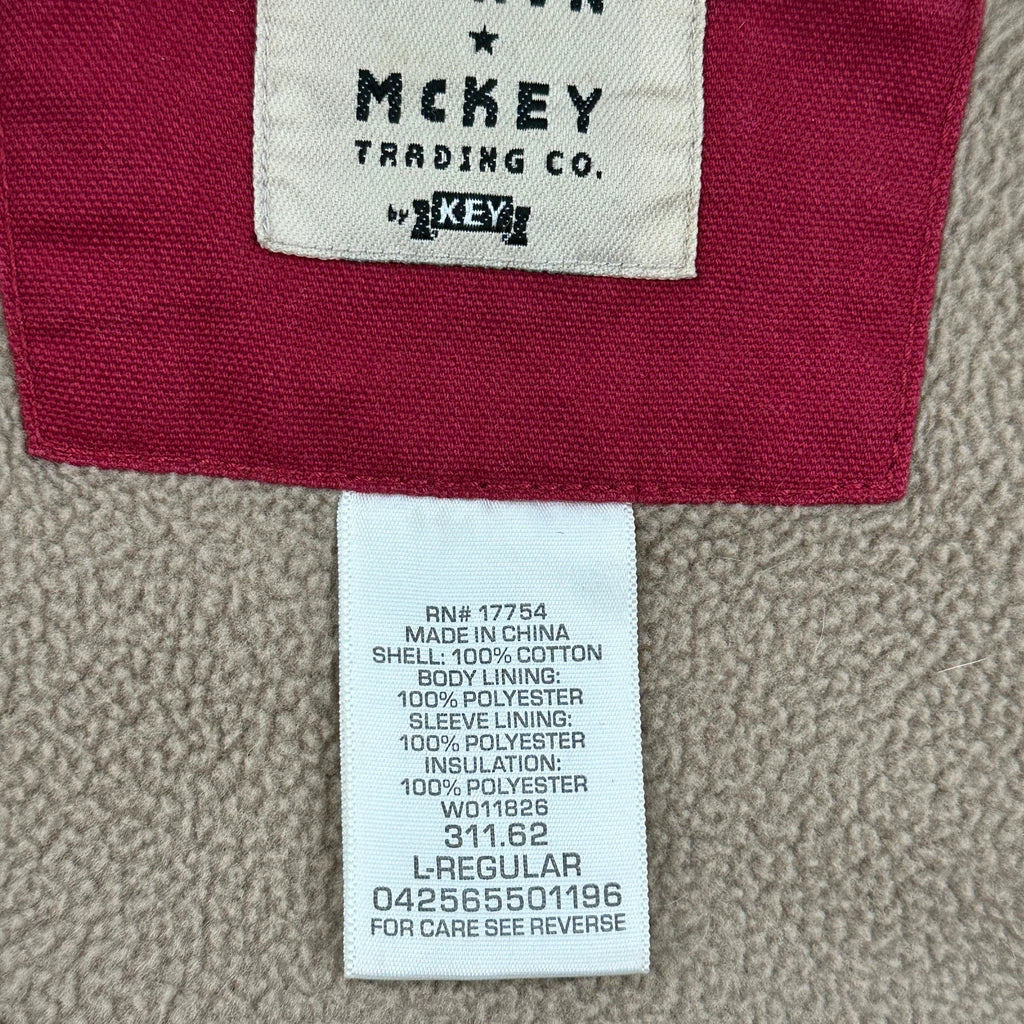 ★
McKEY
TRADING CO.
by KEY
RN# 17754
MADE IN CHINA
SHELL: 100% COTTON
BODY LINING:
100% POLYESTER
SLEEVE LINING:
100% POLYESTER
INSULATION:
100% POLYESTER
W011826
311.62
L-REGULAR
042565501196
FOR CARE SEE REVERSE